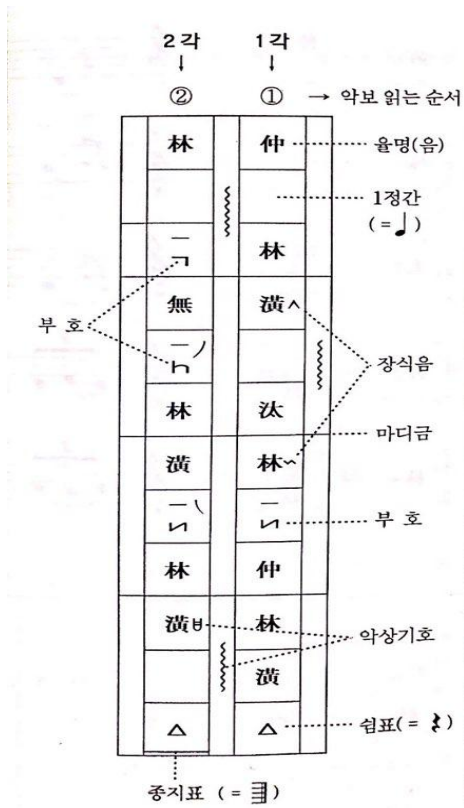 2각 1각
② ① → 악보 읽는 순서
林 仲 율명(음)
1정간
(= ♩)
林
無 潢
부 호
장식음
林 汰
마디금
潢 林
부 호
林 仲
潢 林
악상기호
潢
△ △ 쉼표(= 𝄽 )
종지표 (= )